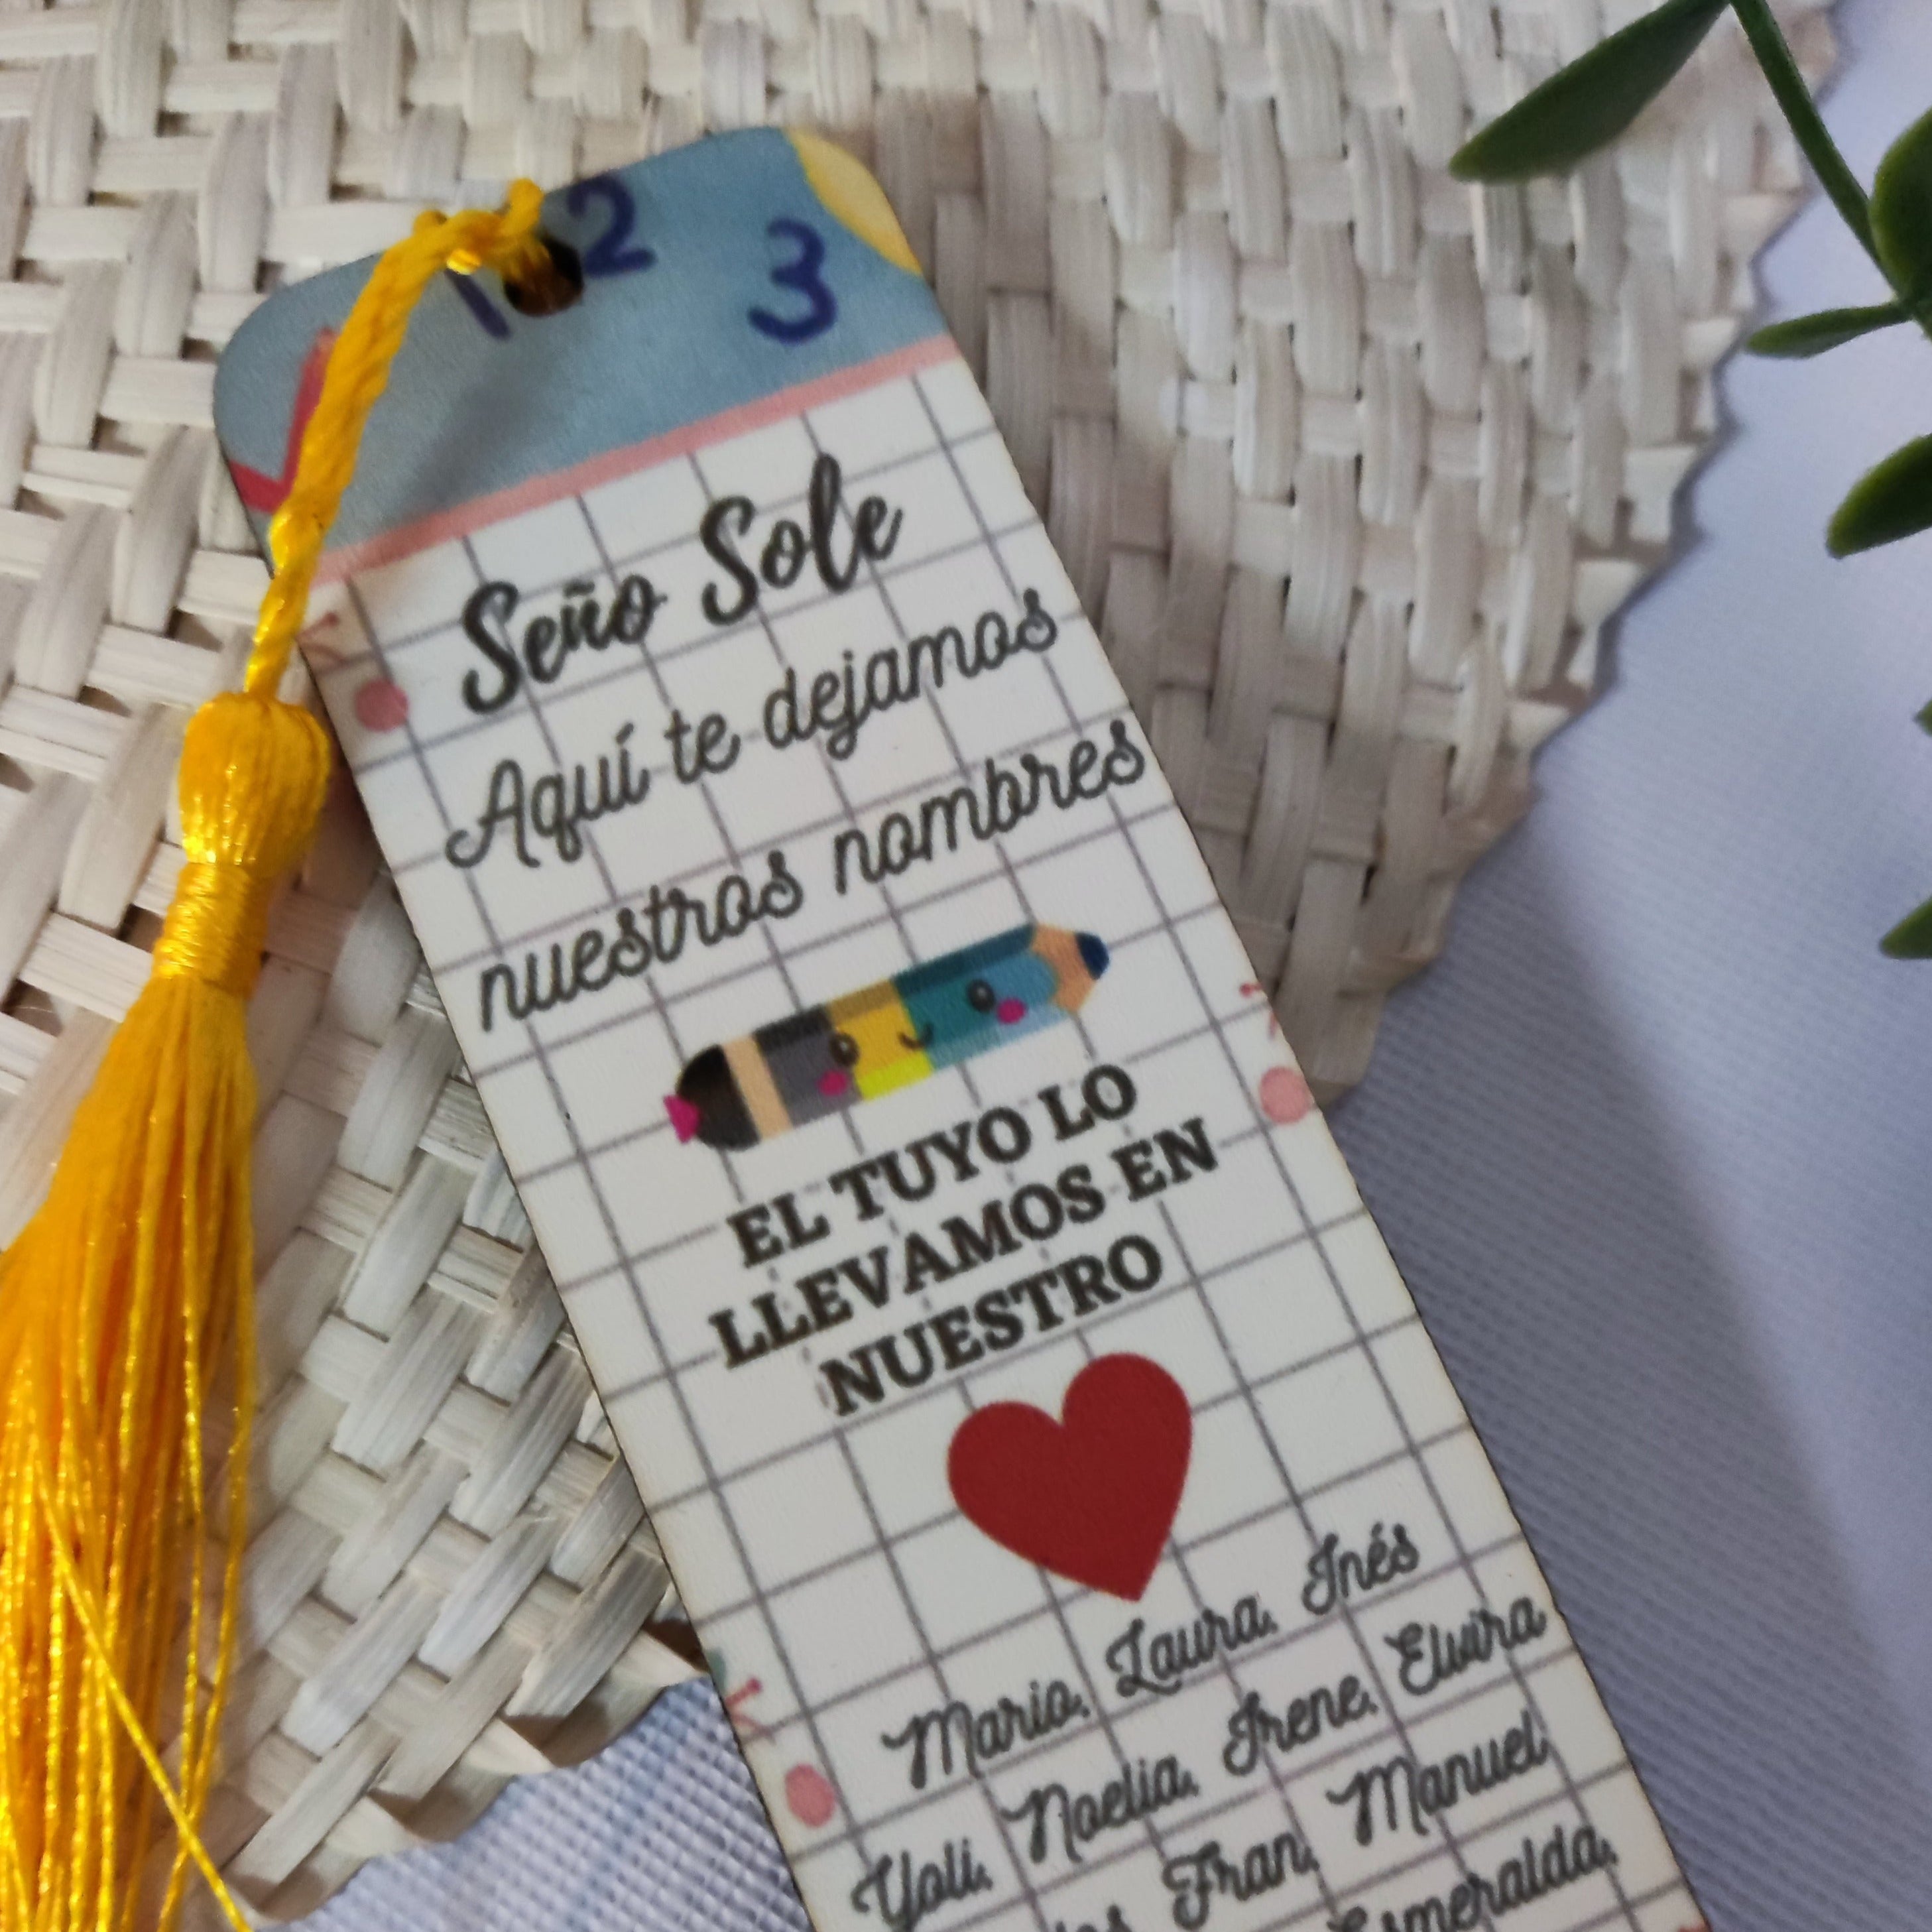 1 2 3
Seño Sole
Aquí te dejamos
nuestros nombres
EL TUYO LO
LLEVAMOS EN
NUESTRO
Mario, Laura, Inés
Yoli, Noelia, Irene, Elvira
Fran, Manuel
Esmeralda,